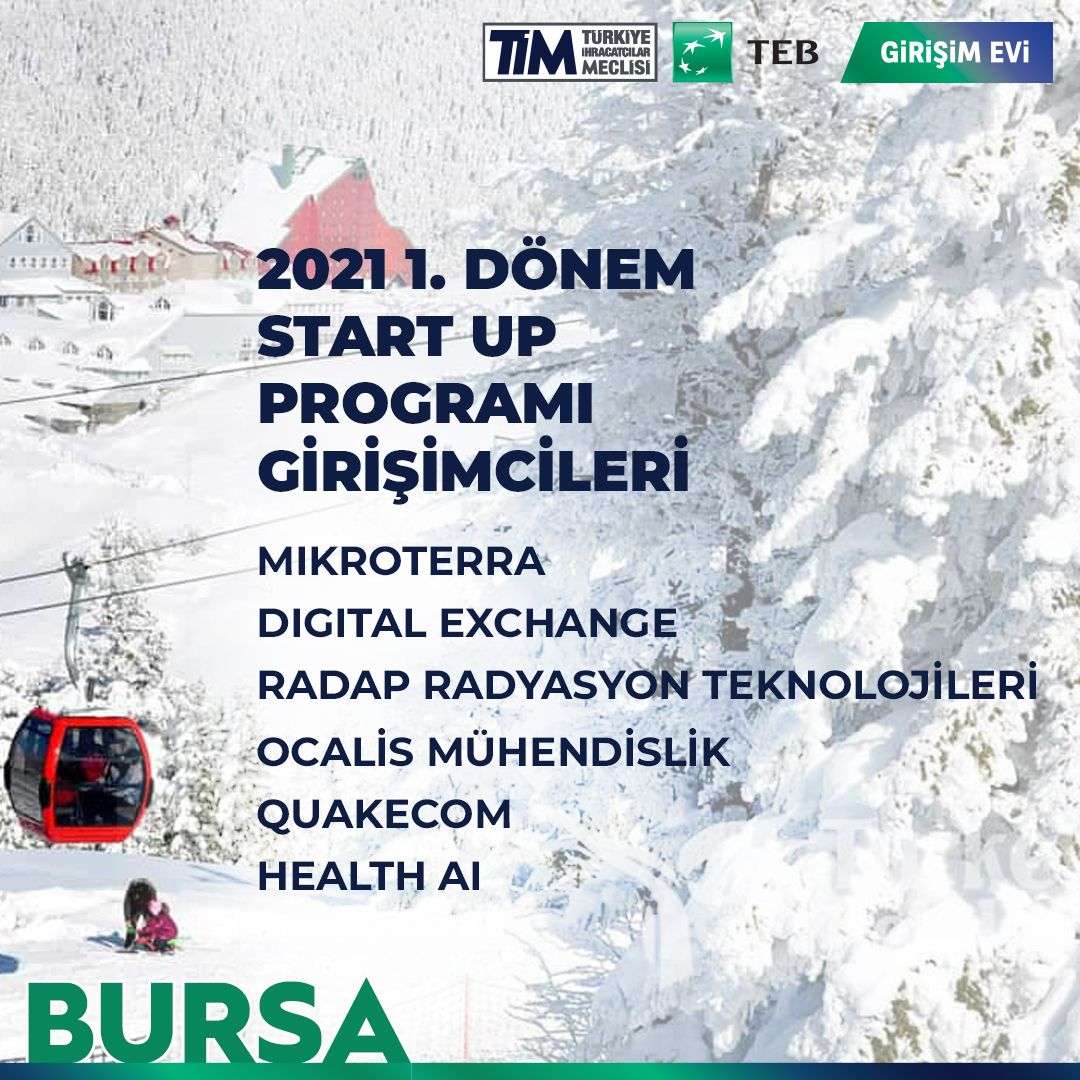 TİM TÜRKİYE
İHRACATCILAR
MECLİSİ
TEB
GİRİŞİM EVİ
2021 1. DÖNEM
START UP
PROGRAMI
GİRİŞİMCİLERİ
MIKROTERRA
DIGITAL EXCHANGE
RADAP RADYASYON TEKNOLOJİLERİ
OCALİS MÜHENDİSLİK
QUAKECOM
HEALTH AI
BURSA